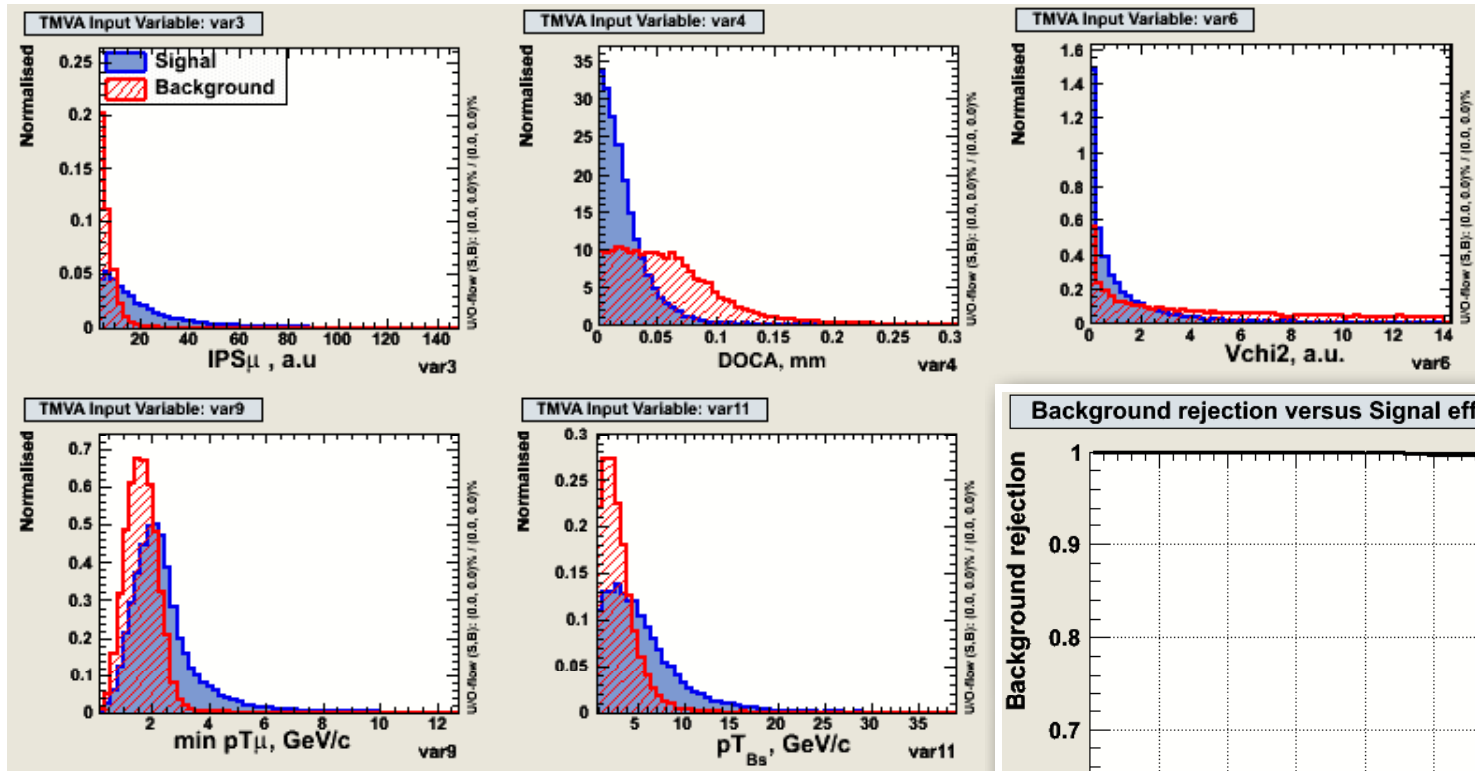 TMVA Input Variable: var3
Normalised
0.25
0.2
0.15
0.1
0.05
0
Signal
Background
20 40 60 80 100 120 140
IPSμ , a.u
var3
U/O-flow (S,B): (0.0, 0.0)% / (0.0, 0.0)%
TMVA Input Variable: var4
Normalised
35
30
25
20
15
10
5
0
0 0.05 0.1 0.15 0.2 0.25 0.3
DOCA, mm
var4
U/O-flow (S,B): (0.0, 0.0)% / (0.0, 0.0)%
TMVA Input Variable: var6
Normalised
1.6
1.4
1.2
1
0.8
0.6
0.4
0.2
0
0 2 4 6 8 10 12 14
Vchi2, a.u.
var6
U/O-flow (S,B): (0.0, 0.0)% / (0.0, 0.0)%
TMVA Input Variable: var9
Normalised
0.7
0.6
0.5
0.4
0.3
0.2
0.1
0
2 4 6 8 10 12
min pTμ, GeV/c
var9
U/O-flow (S,B): (0.0, 0.0)% / (0.0, 0.0)%
TMVA Input Variable: var11
Normalised
0.3
0.25
0.2
0.15
0.1
0.05
0
5 10 15 20 25 30 35
pT_Bs, GeV/c
var11
U/O-flow (S,B): (0.0, 0.0)% / (0.0, 0.0)%
Background rejection versus Signal eff
Background rejection
1
0.9
0.8
0.7